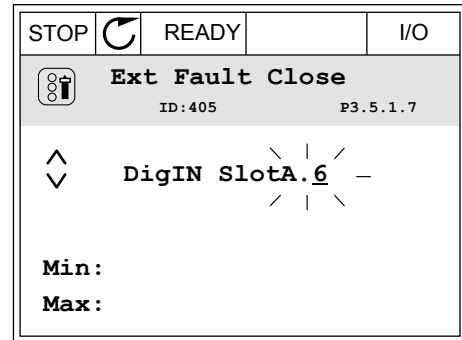 STOP READY I/O
Ext Fault Close
ID:405 P3.5.1.7
DigIN SlotA.6
Min:
Max: